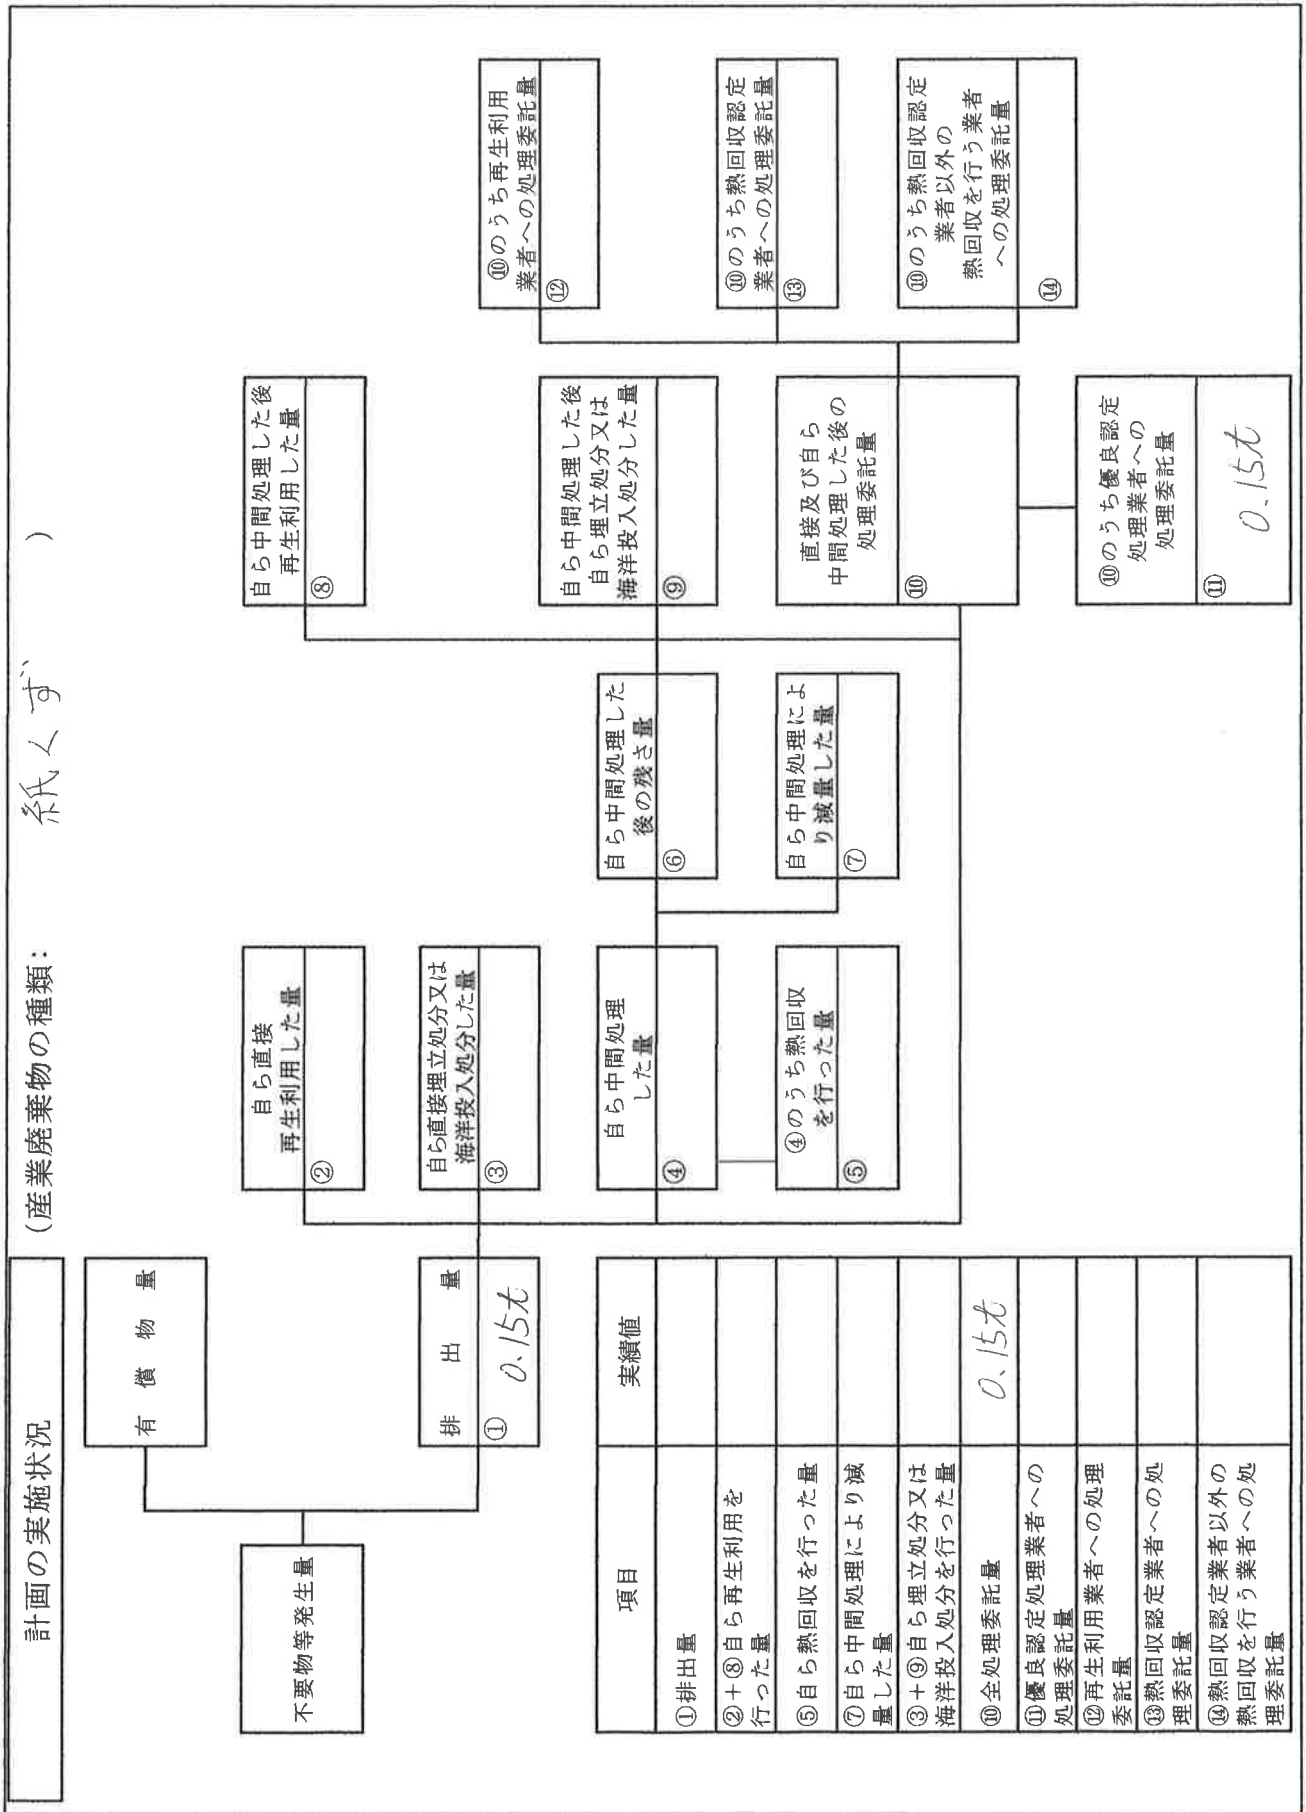 計画の実施状況
(産業廃棄物の種類: 紙くず )
不要物等発生量
有償物量
排出量
① 0.15t
自ら直接
再生利用した量
②
自ら直接埋立処分又は
海洋投入処分した量
③
自ら中間処理
した量
④
④のうち熱回収
を行った量
⑤
自ら中間処理した
後の残さ量
⑥
自ら中間処理によ
り減量した量
⑦
自ら中間処理した後
再生利用した量
⑧
自ら中間処理した後
自ら埋立処分又は
海洋投入処分した量
⑨
直接及び自ら
中間処理した後の
処理委託量
⑩
⑩のうち優良認定
処理業者への
処理委託量
⑪ 0.15t
⑩のうち再生利用
業者への処理委託量
⑫
⑩のうち熱回収認定
業者への処理委託量
⑬
⑩のうち熱回収認定
業者以外の
熱回収を行う業者
への処理委託量
⑭
項目 実績値
①排出量
②+⑧自ら再生利用を
行った量
⑤自ら熱回収を行った量
⑦自ら中間処理により減
量した量
③+⑨自ら埋立処分又は
海洋投入処分を行った量
⑩全処理委託量 0.15t
⑪優良認定処理業者への
処理委託量
⑫再生利用業者への処理
委託量
⑬熱回収認定業者への処
理委託量
⑭熱回収認定業者以外の
熱回収を行う業者への処
理委託量